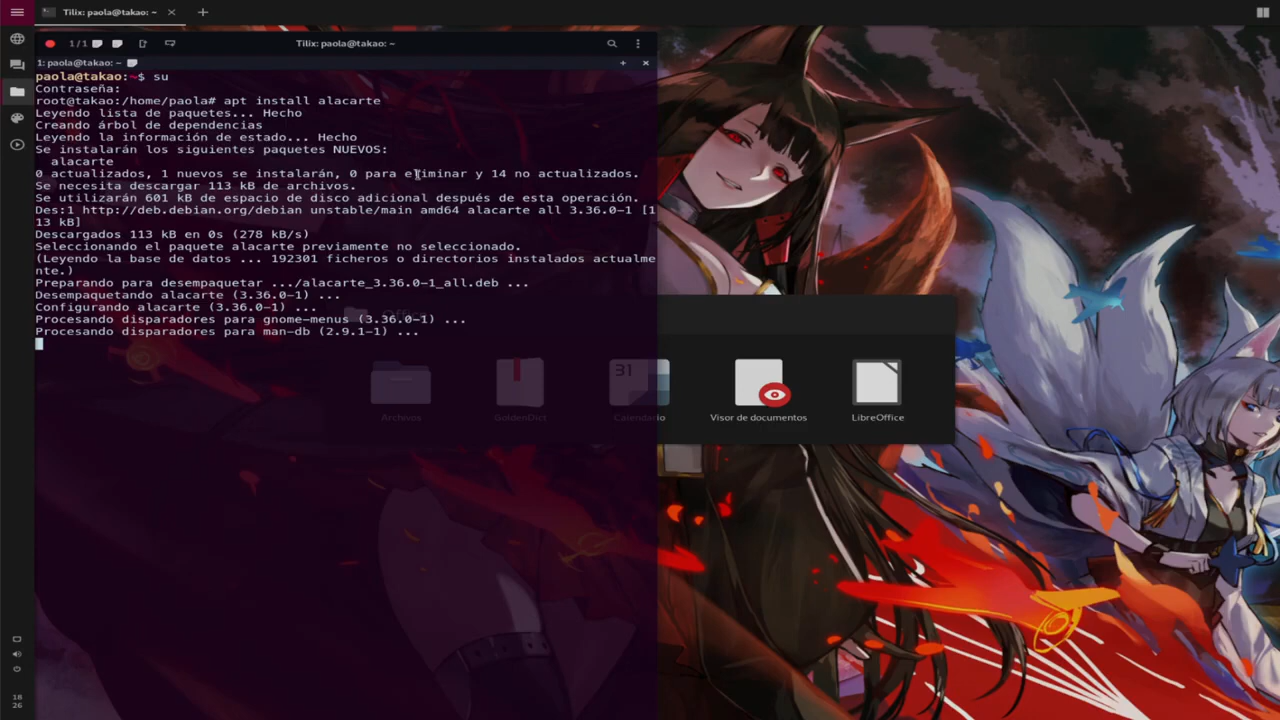 Tilix: paola@takao: ~
1/1
Tilix: paola@takao: ~
1: paola@takao: ~
paola@takao:~$ su
Contraseña:
root@takao:/home/paola# apt install alacarte
Leyendo lista de paquetes... Hecho
Creando árbol de dependencias
Leyendo la información de estado... Hecho
Se instalarán los siguientes paquetes NUEVOS:
alacarte
0 actualizados, 1 nuevos se instalarán, 0 para eliminar y 14 no actualizados.
Se necesita descargar 113 kB de archivos.
Se utilizarán 601 kB de espacio de disco adicional después de esta operación.
Des:1 http://deb.debian.org/debian unstable/main amd64 alacarte all 3.36.0-1 [1
13 kB]
Descargados 113 kB en 0s (278 kB/s)
Seleccionando el paquete alacarte previamente no seleccionado.
(Leyendo la base de datos ... 192301 ficheros o directorios instalados actualme
nte.)
Preparando para desempaquetar .../alacarte_3.36.0-1_all.deb ...
Desempaquetando alacarte (3.36.0-1) ...
Configurando alacarte (3.36.0-1) ...
Procesando disparadores para gnome-menus (3.36.0-1) ...
Procesando disparadores para man-db (2.9.1-1) ...
31
Archivos
GoldenDict
Calendario
Visor de documentos
LibreOffice
18
26